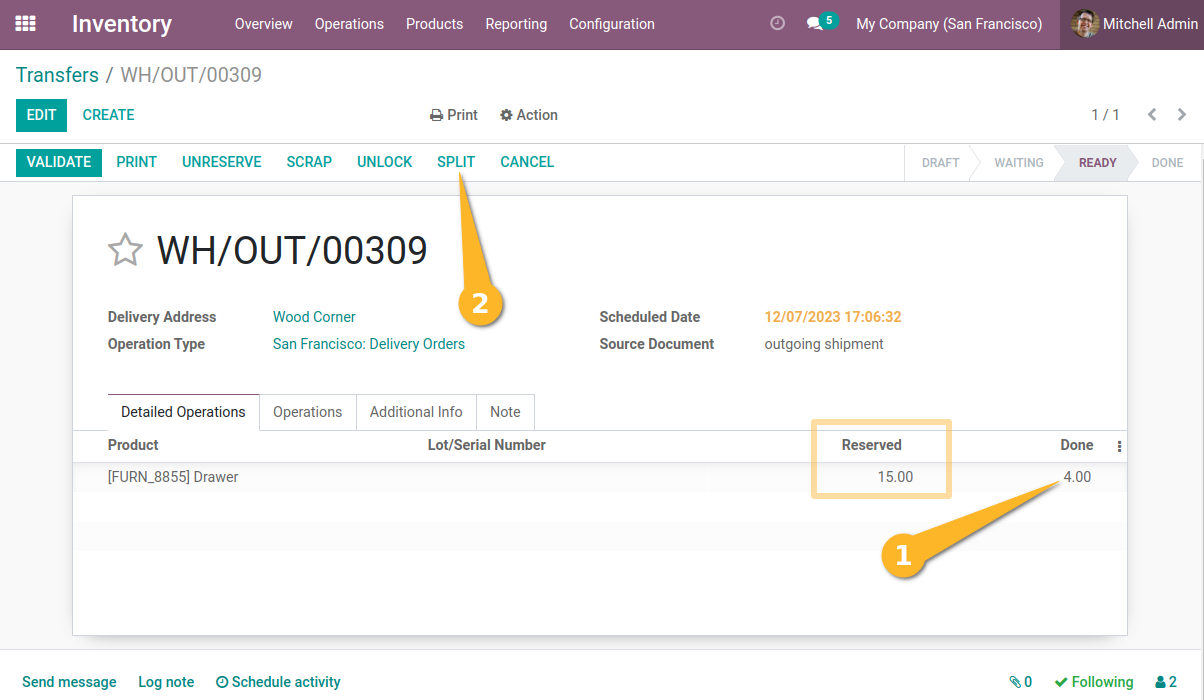 Inventory Overview Operations Products Reporting Configuration 5 My Company (San Francisco) Mitchell Admin
Transfers / WH/OUT/00309
EDIT CREATE Print Action 1 / 1
VALIDATE PRINT UNRESERVE SCRAP UNLOCK SPLIT CANCEL DRAFT WAITING READY DONE
WH/OUT/00309
2
Delivery Address Wood Corner Scheduled Date 12/07/2023 17:06:32
Operation Type San Francisco: Delivery Orders Source Document outgoing shipment
Detailed Operations Operations Additional Info Note
Product Lot/Serial Number Reserved Done
[FURN_8855] Drawer 15.00 4.00
1
Send message Log note Schedule activity 0 Following 2